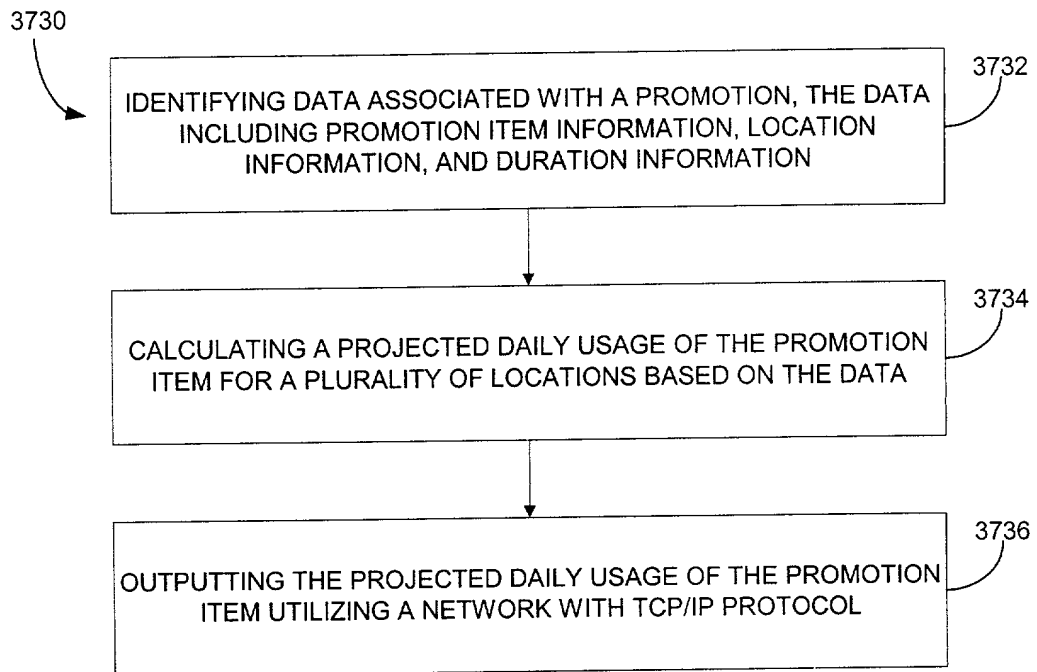 3730
3732
IDENTIFYING DATA ASSOCIATED WITH A PROMOTION, THE DATA
INCLUDING PROMOTION ITEM INFORMATION, LOCATION
INFORMATION, AND DURATION INFORMATION
3734
CALCULATING A PROJECTED DAILY USAGE OF THE PROMOTION
ITEM FOR A PLURALITY OF LOCATIONS BASED ON THE DATA
3736
OUTPUTTING THE PROJECTED DAILY USAGE OF THE PROMOTION
ITEM UTILIZING A NETWORK WITH TCP/IP PROTOCOL